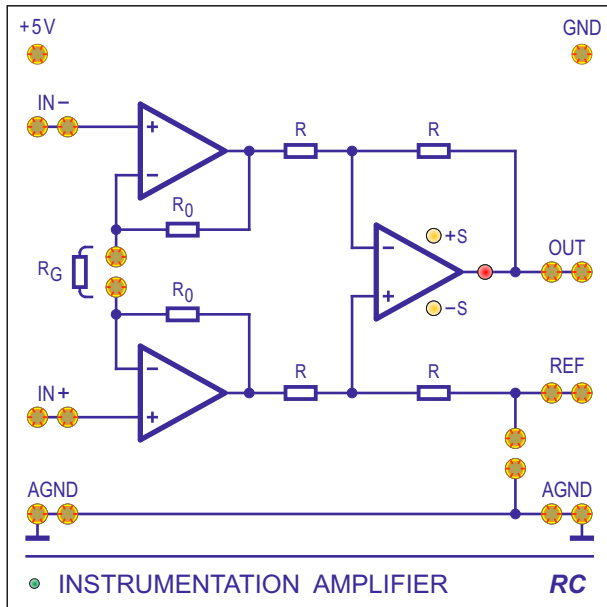 +5V GND
IN−
R R
+
−
R0
+S
RG
−
OUT
+
−S
R0
−
R R REF
IN+
+
AGND AGND
INSTRUMENTATION AMPLIFIER RC